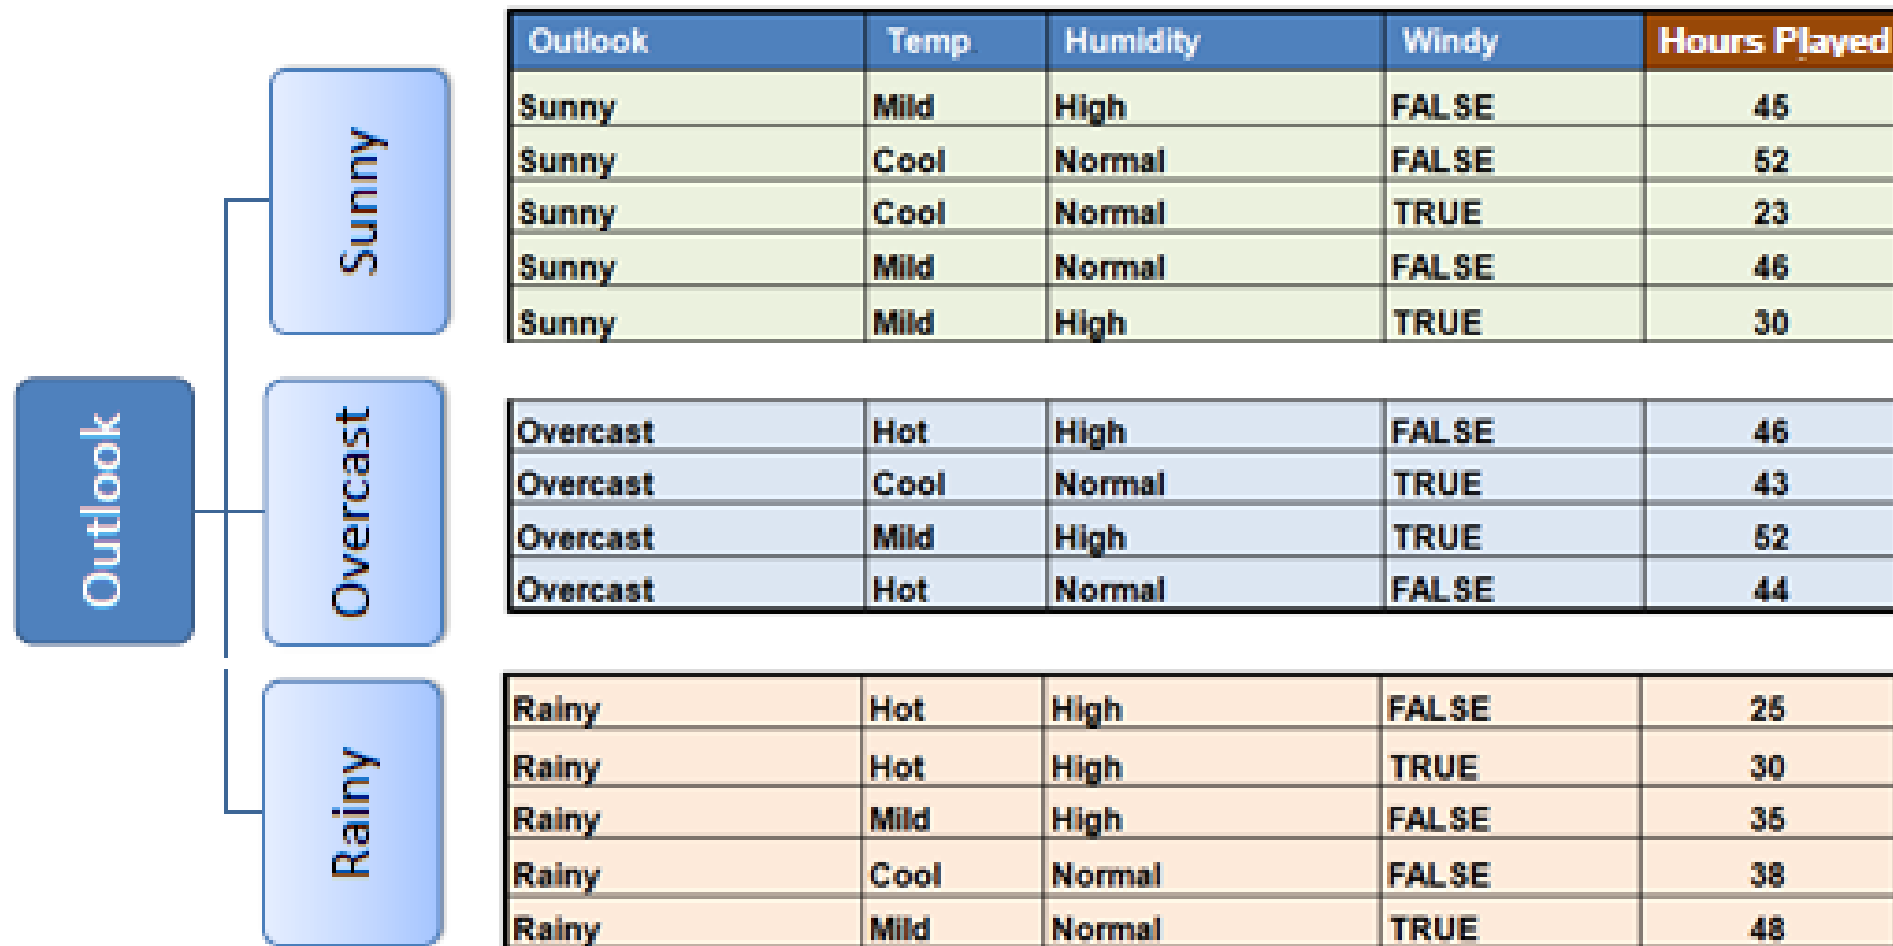 Outlook Temp Humidity Windy Hours Played
Sunny
Sunny Mild High FALSE 45
Sunny Cool Normal FALSE 52
Sunny Cool Normal TRUE 23
Sunny Mild Normal FALSE 46
Sunny Mild High TRUE 30
Outlook
Overcast
Overcast Hot High FALSE 46
Overcast Cool Normal TRUE 43
Overcast Mild High TRUE 52
Overcast Hot Normal FALSE 44
Rainy
Rainy Hot High FALSE 25
Rainy Hot High TRUE 30
Rainy Mild High FALSE 35
Rainy Cool Normal FALSE 38
Rainy Mild Normal TRUE 48